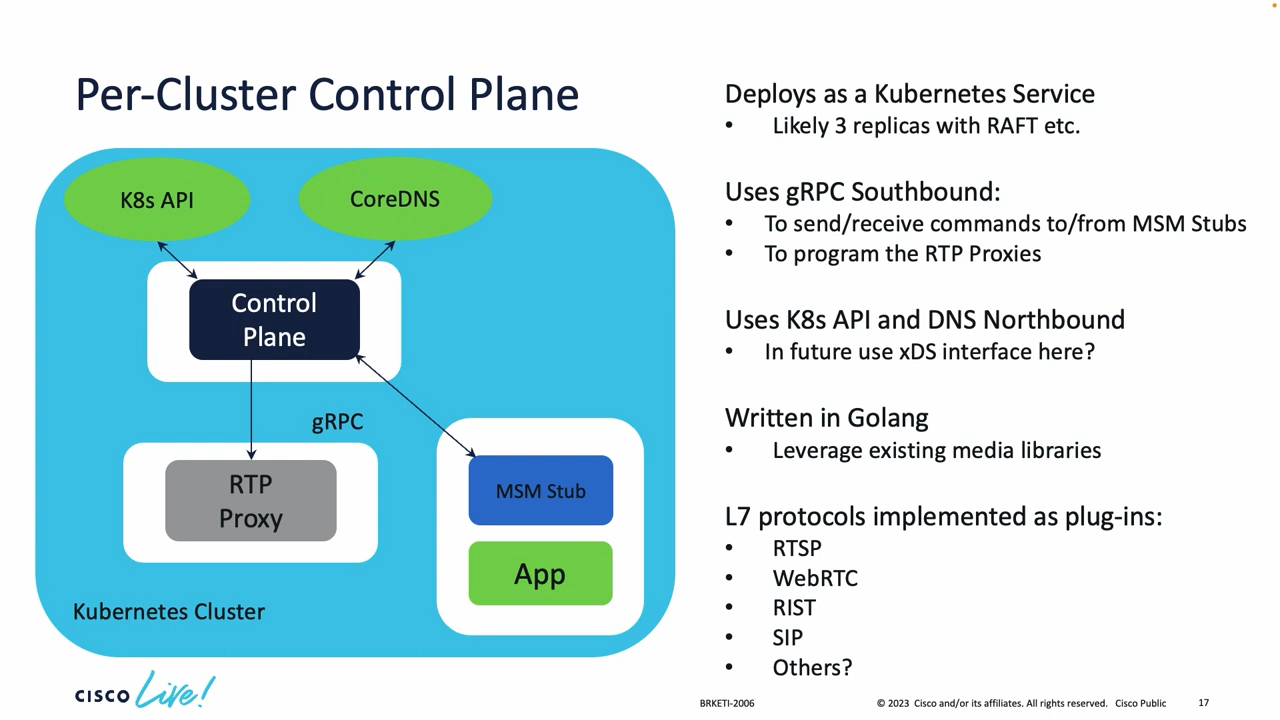 Per-Cluster Control Plane
K8s API
CoreDNS
Control
Plane
gRPC
RTP
Proxy
MSM Stub
App
Kubernetes Cluster
Deploys as a Kubernetes Service
• Likely 3 replicas with RAFT etc.
Uses gRPC Southbound:
• To send/receive commands to/from MSM Stubs
• To program the RTP Proxies
Uses K8s API and DNS Northbound
• In future use xDS interface here?
Written in Golang
• Leverage existing media libraries
L7 protocols implemented as plug-ins:
• RTSP
• WebRTC
• RIST
• SIP
• Others?
CISCO Live!
BRKETI-2006
© 2023 Cisco and/or its affiliates. All rights reserved. Cisco Public
17